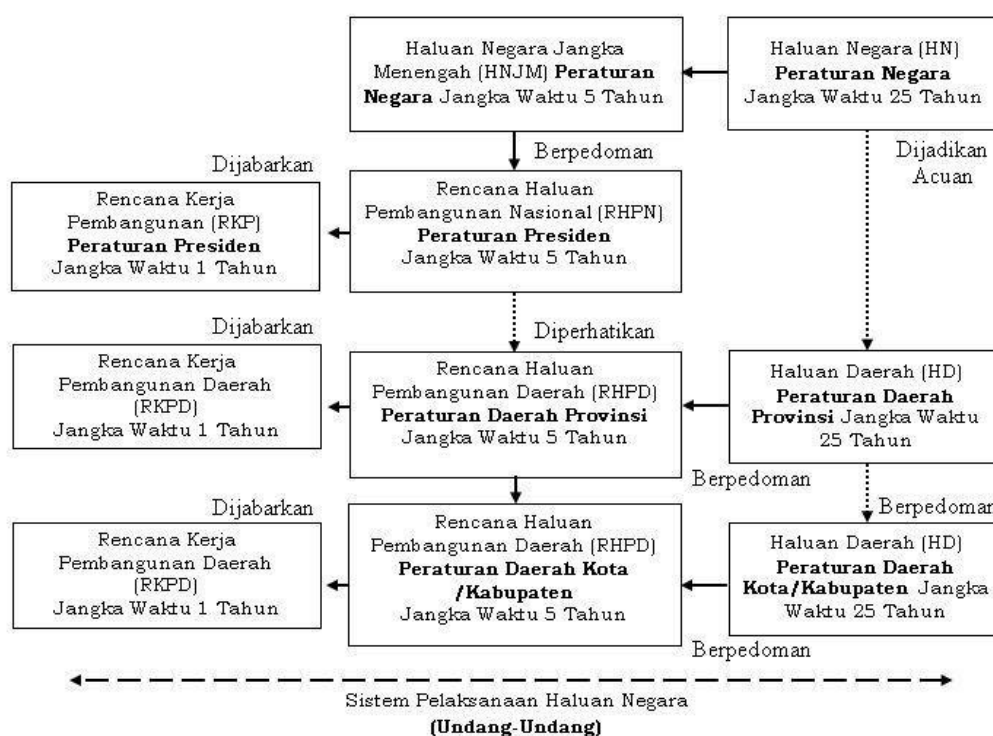 Haluan Negara Jangka
Menengah (HNJM) Peraturan
Negara Jangka Waktu 5 Tahun
Haluan Negara (HN)
Peraturan Negara
Jangka Waktu 25 Tahun
Dijabarkan
Berpedoman
Dijadikan
Acuan
Rencana Kerja
Pembangunan (RKP)
Peraturan Presiden
Jangka Waktu 1 Tahun
Rencana Haluan
Pembangunan Nasional (RHPN)
Peraturan Presiden
Jangka Waktu 5 Tahun
Dijabarkan
Diperhatikan
Rencana Kerja
Pembangunan Daerah
(RKPD)
Jangka Waktu 1 Tahun
Rencana Haluan
Pembangunan Daerah (RHPD)
Peraturan Daerah Provinsi
Jangka Waktu 5 Tahun
Haluan Daerah (HD)
Peraturan Daerah
Provinsi Jangka Waktu
25 Tahun
Berpedoman
Dijabarkan
Berpedoman
Rencana Kerja
Pembangunan Daerah
(RKPD)
Jangka Waktu 1 Tahun
Rencana Haluan
Pembangunan Daerah (RHPD)
Peraturan Daerah Kota
/Kabupaten
Jangka Waktu 5 Tahun
Haluan Daerah (HD)
Peraturan Daerah
Kota/Kabupaten Jangka
Waktu 25 Tahun
Berpedoman
Sistem Pelaksanaan Haluan Negara
(Undang-Undang)